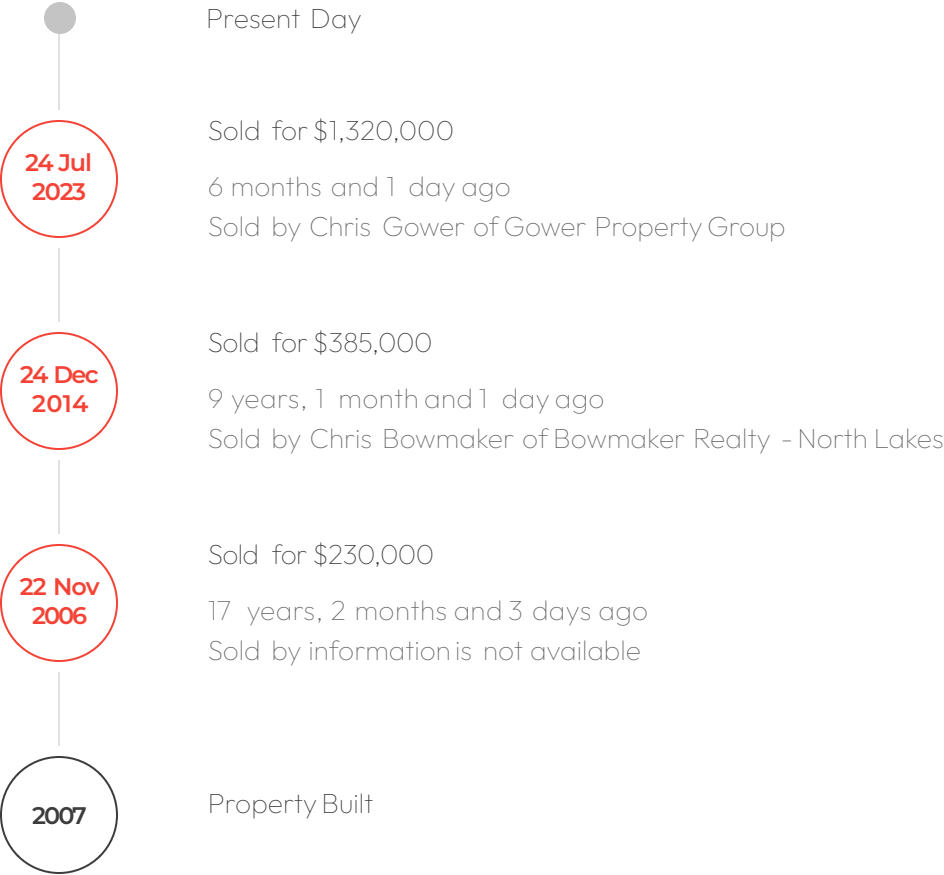 Present Day
24 Jul
2023
Sold for $1,320,000
6 months and 1 day ago
Sold by Chris Gower of Gower Property Group
24 Dec
2014
Sold for $385,000
9 years, 1 month and 1 day ago
Sold by Chris Bowmaker of Bowmaker Realty - North Lakes
22 Nov
2006
Sold for $230,000
17 years, 2 months and 3 days ago
Sold by information is not available
2007
Property Built